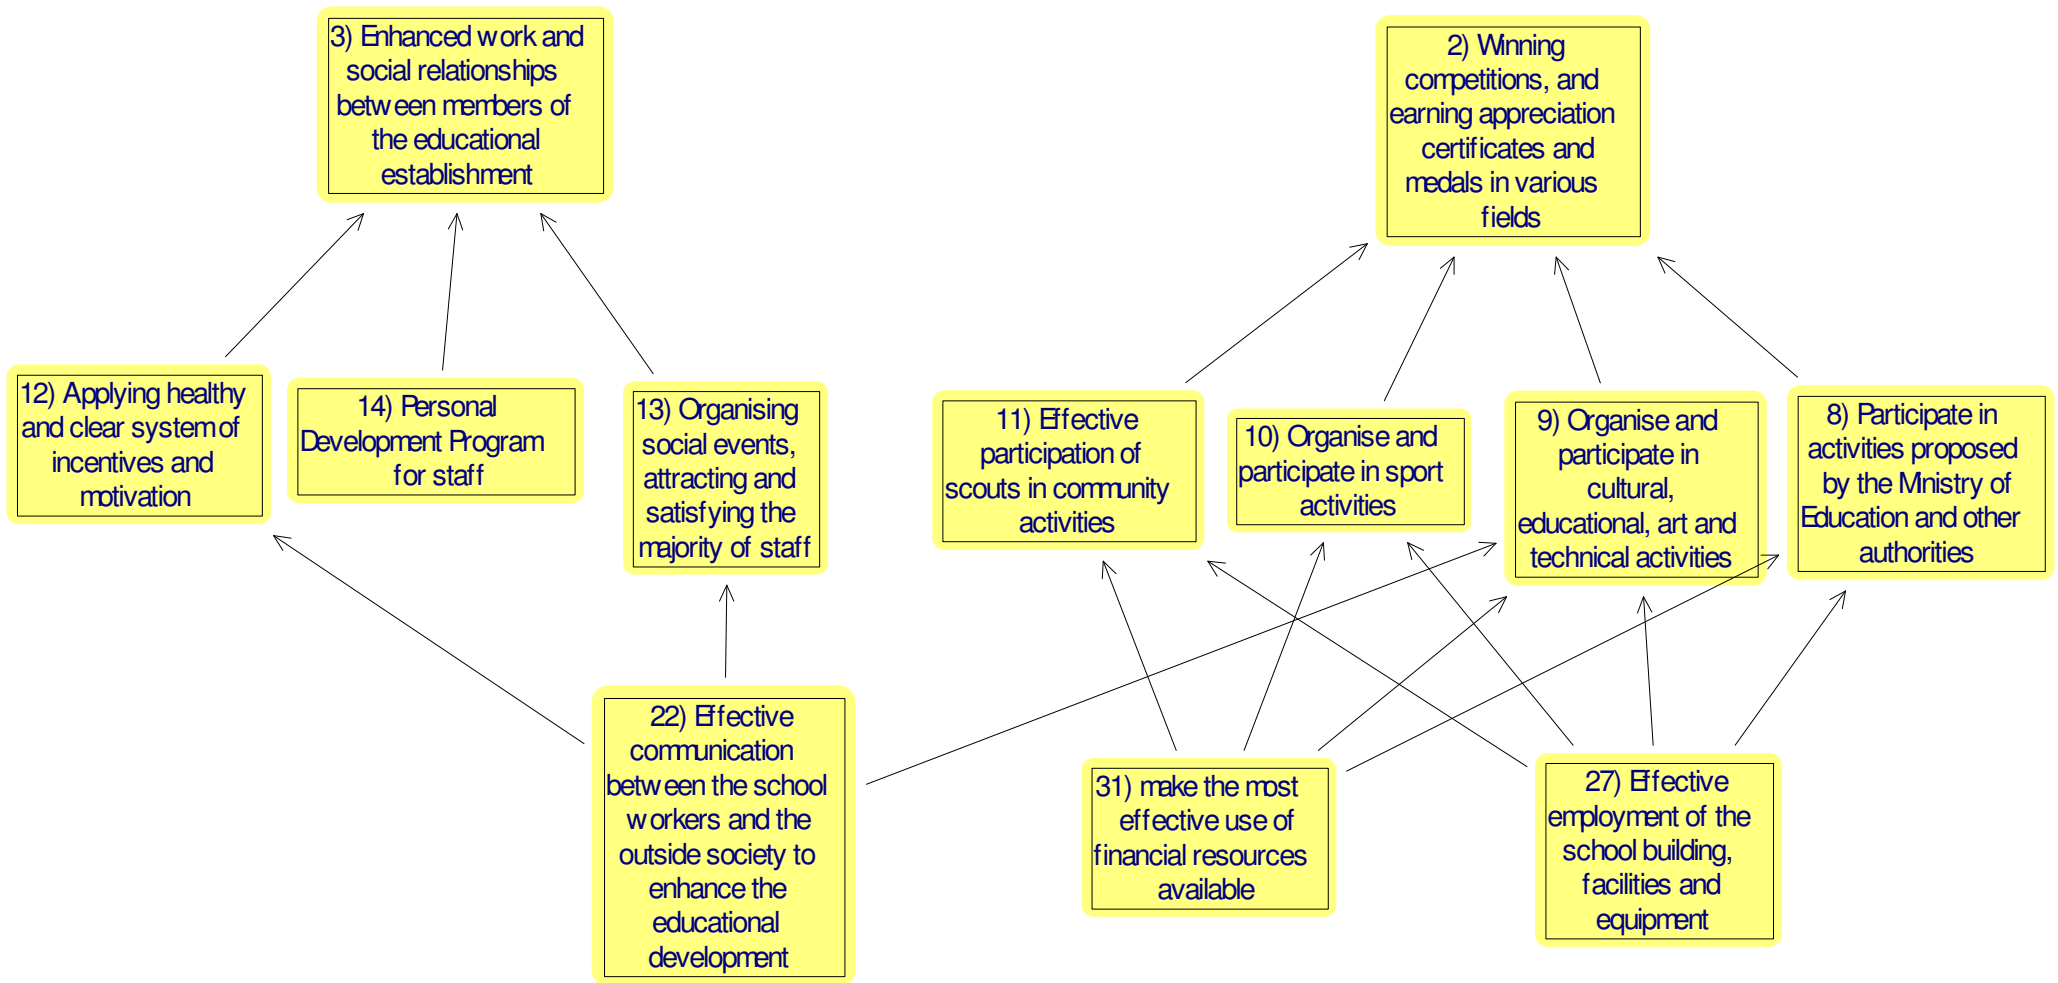 3) Enhanced work and
social relationships
between members of
the educational
establishment
2) Winning
competitions, and
earning appreciation
certificates and
medals in various
fields
12) Applying healthy
and clear system of
incentives and
motivation
14) Personal
Development Program
for staff
13) Organising
social events,
attracting and
satisfying the
majority of staff
11) Effective
participation of
scouts in community
activities
10) Organise and
participate in sport
activities
9) Organise and
participate in
cultural,
educational, art and
technical activities
8) Participate in
activities proposed
by the Ministry of
Education and other
authorities
22) Effective
communication
between the school
workers and the
outside society to
enhance the
educational
development
31) make the most
effective use of
financial resources
available
27) Effective
employment of the
school building,
facilities and
equipment